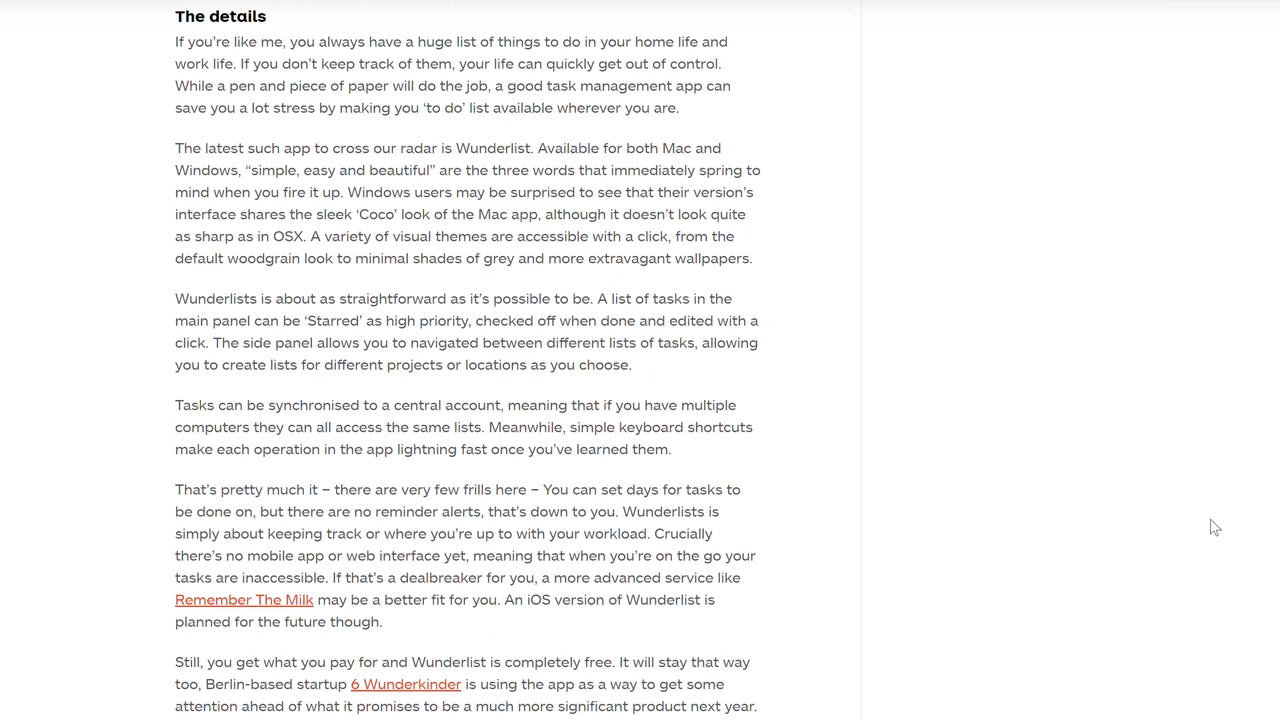 The details
If you're like me, you always have a huge list of things to do in your home life and
work life. If you don't keep track of them, your life can quickly get out of control.
While a pen and piece of paper will do the job, a good task management app can
save you a lot stress by making you ‘to do’ list available wherever you are.
The latest such app to cross our radar is Wunderlist. Available for both Mac and
Windows, “simple, easy and beautiful” are the three words that immediately spring to
mind when you fire it up. Windows users may be surprised to see that their version's
interface shares the sleek ‘Coco’ look of the Mac app, although it doesn't look quite
as sharp as in OSX. A variety of visual themes are accessible with a click, from the
default woodgrain look to minimal shades of grey and more extravagant wallpapers.
Wunderlists is about as straightforward as it's possible to be. A list of tasks in the
main panel can be ‘Starred’ as high priority, checked off when done and edited with a
click. The side panel allows you to navigated between different lists of tasks, allowing
you to create lists for different projects or locations as you choose.
Tasks can be synchronised to a central account, meaning that if you have multiple
computers they can all access the same lists. Meanwhile, simple keyboard shortcuts
make each operation in the app lightning fast once you've learned them.
That's pretty much it – there are very few frills here – You can set days for tasks to
be done on, but there are no reminder alerts, that's down to you. Wunderlists is
simply about keeping track or where you're up to with your workload. Crucially
there's no mobile app or web interface yet, meaning that when you're on the go your
tasks are inaccessible. If that's a dealbreaker for you, a more advanced service like
Remember The Milk may be a better fit for you. An iOS version of Wunderlist is
planned for the future though.
Still, you get what you pay for and Wunderlist is completely free. It will stay that way
too, Berlin-based startup 6 Wunderkinder is using the app as a way to get some
attention ahead of what it promises to be a much more significant product next year.